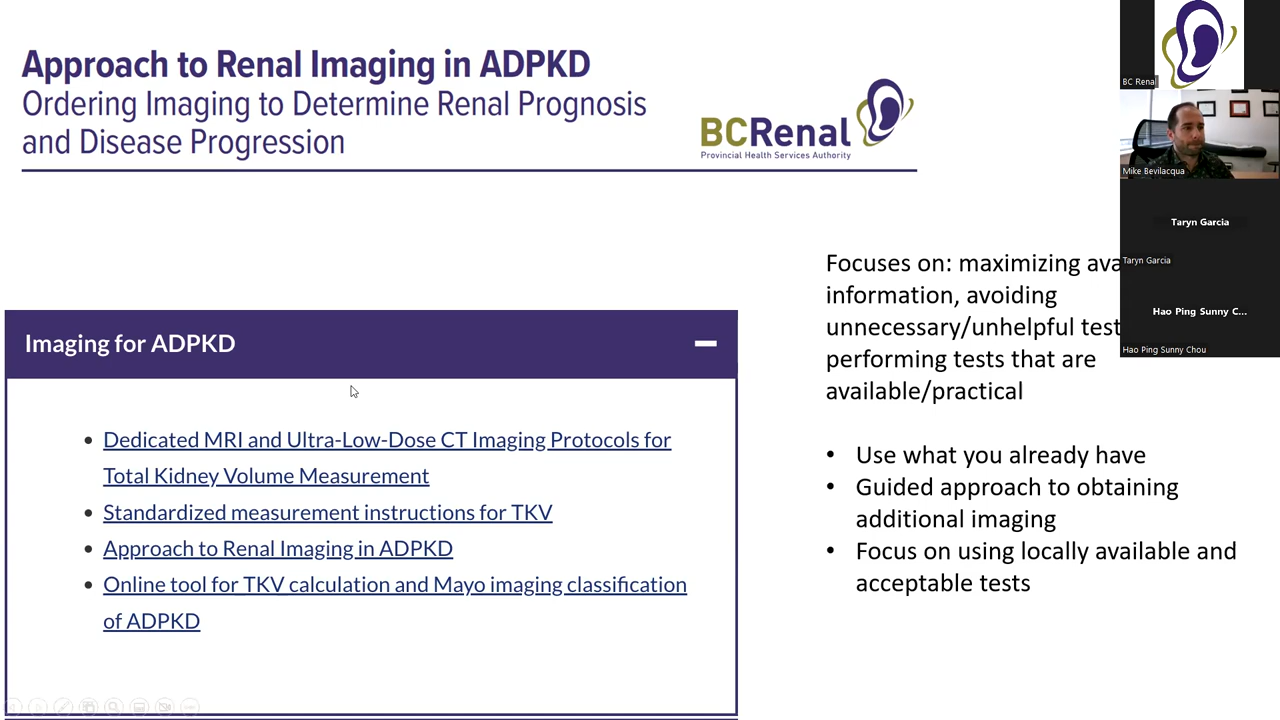 Approach to Renal Imaging in ADPKD
Ordering Imaging to Determine Renal Prognosis
and Disease Progression
BCRenal
Provincial Health Services Authority
Imaging for ADPKD
• Dedicated MRI and Ultra-Low-Dose CT Imaging Protocols for
Total Kidney Volume Measurement
• Standardized measurement instructions for TKV
• Approach to Renal Imaging in ADPKD
• Online tool for TKV calculation and Mayo imaging classification
of ADPKD
Focuses on: maximizing ava
information, avoiding
unnecessary/unhelpful test
performing tests that are
available/practical
• Use what you already have
• Guided approach to obtaining
additional imaging
• Focus on using locally available and
acceptable tests
BC Renal
Mike Bevilacqua
Taryn Garcia
Taryn Garcia
Hao Ping Sunny C...
Hao Ping Sunny Chou